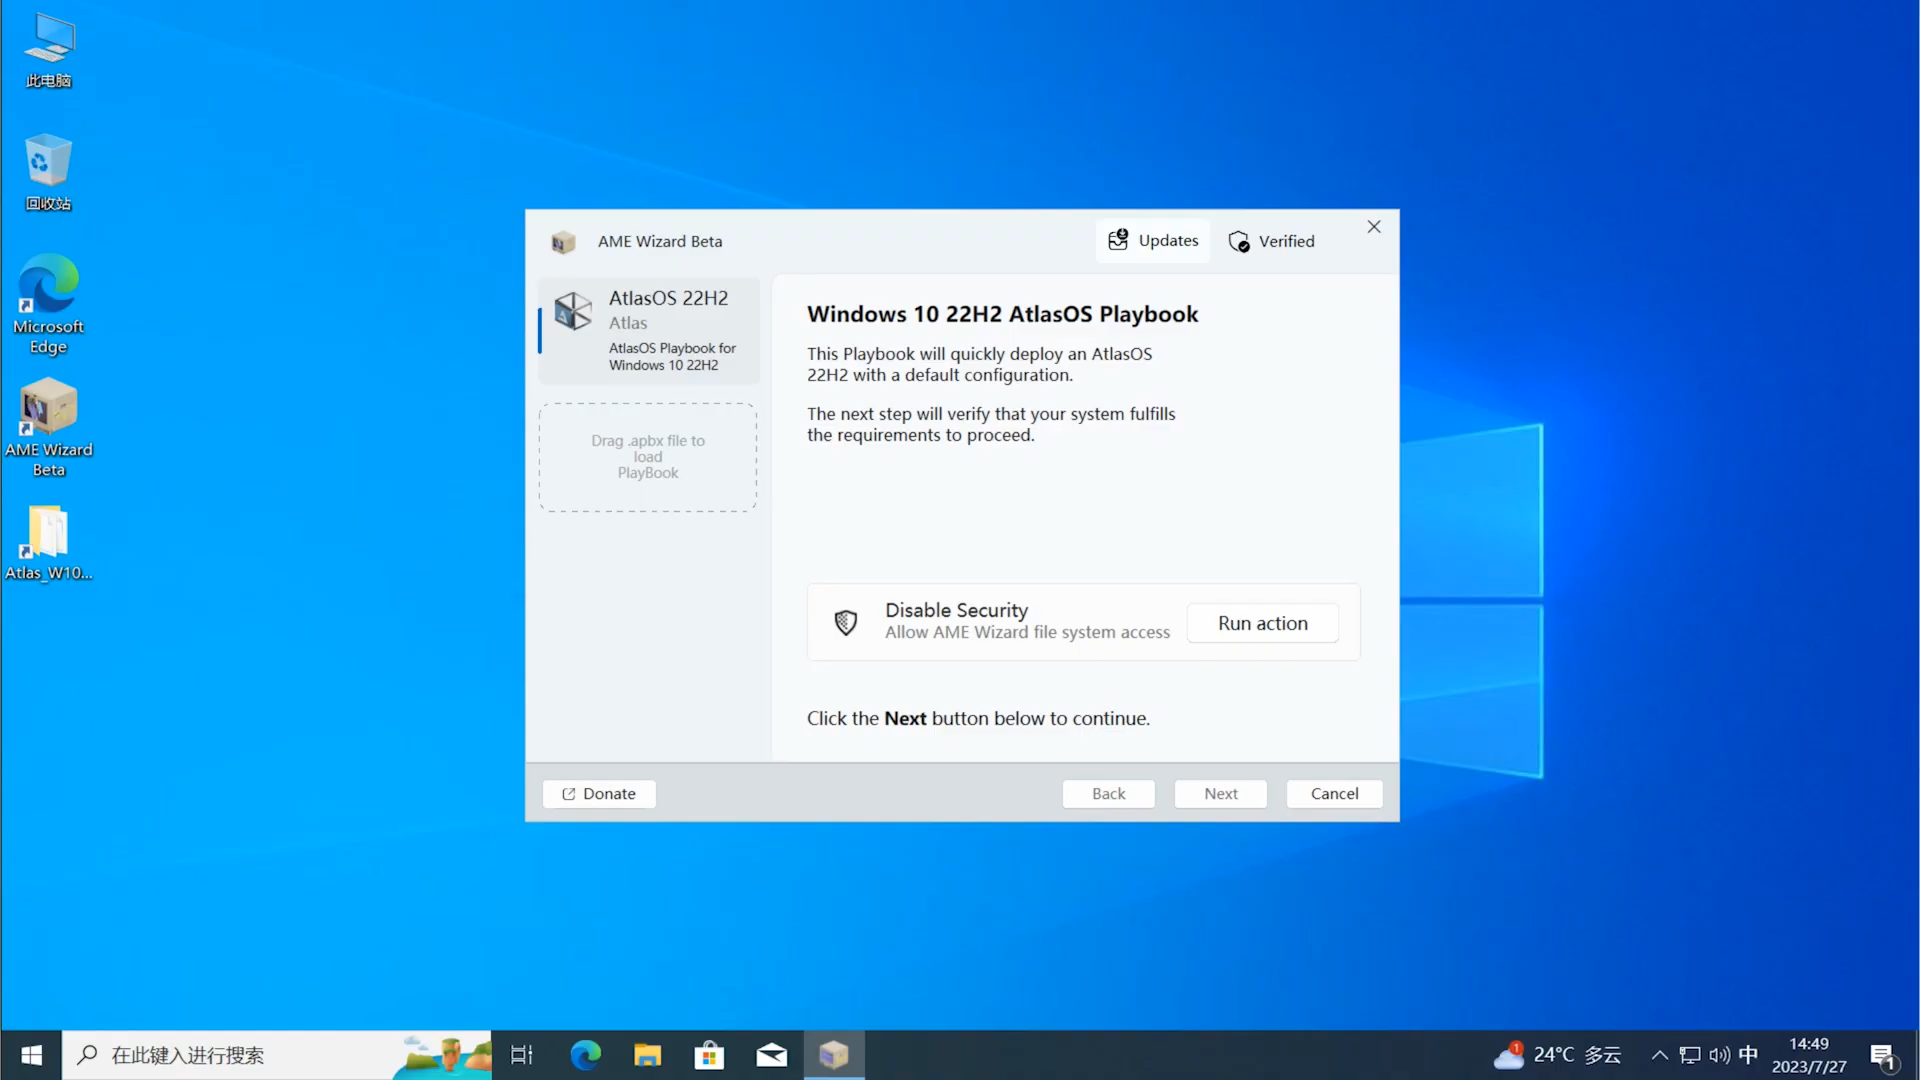 此电脑
回收站
Microsoft
Edge
AME Wizard
Beta
Atlas_W10...
AME Wizard Beta
Updates
Verified
AtlasOS 22H2
Atlas
AtlasOS Playbook for
Windows 10 22H2
Drag .apbx file to
load
PlayBook
Windows 10 22H2 AtlasOS Playbook
This Playbook will quickly deploy an AtlasOS
22H2 with a default configuration.
The next step will verify that your system fulfills
the requirements to proceed.
Disable Security
Allow AME Wizard file system access
Run action
Click the Next button below to continue.
Donate
Back
Next
Cancel
在此键入进行搜索
1
24°C 多云
中
14:49
2023/7/27
1